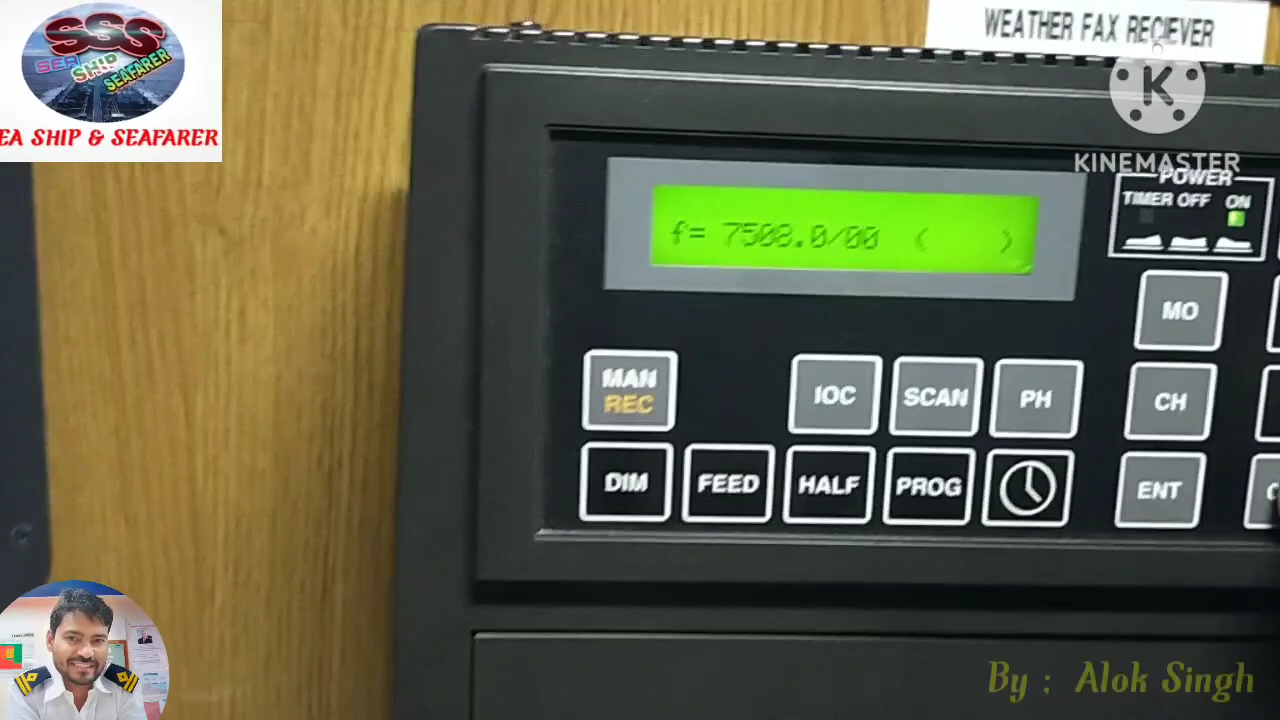 SSS
SEA
SHIP
SEAFARER
EA SHIP & SEAFARER
WEATHER FAX RECIEVER
K
KINEMASTER
POWER
TIMER OFF ON
f= 7508.0/00 ( )
MO
MAN
REC
IOC
SCAN
PH
CH
DIM
FEED
HALF
PROG
ENT
By : Alok Singh